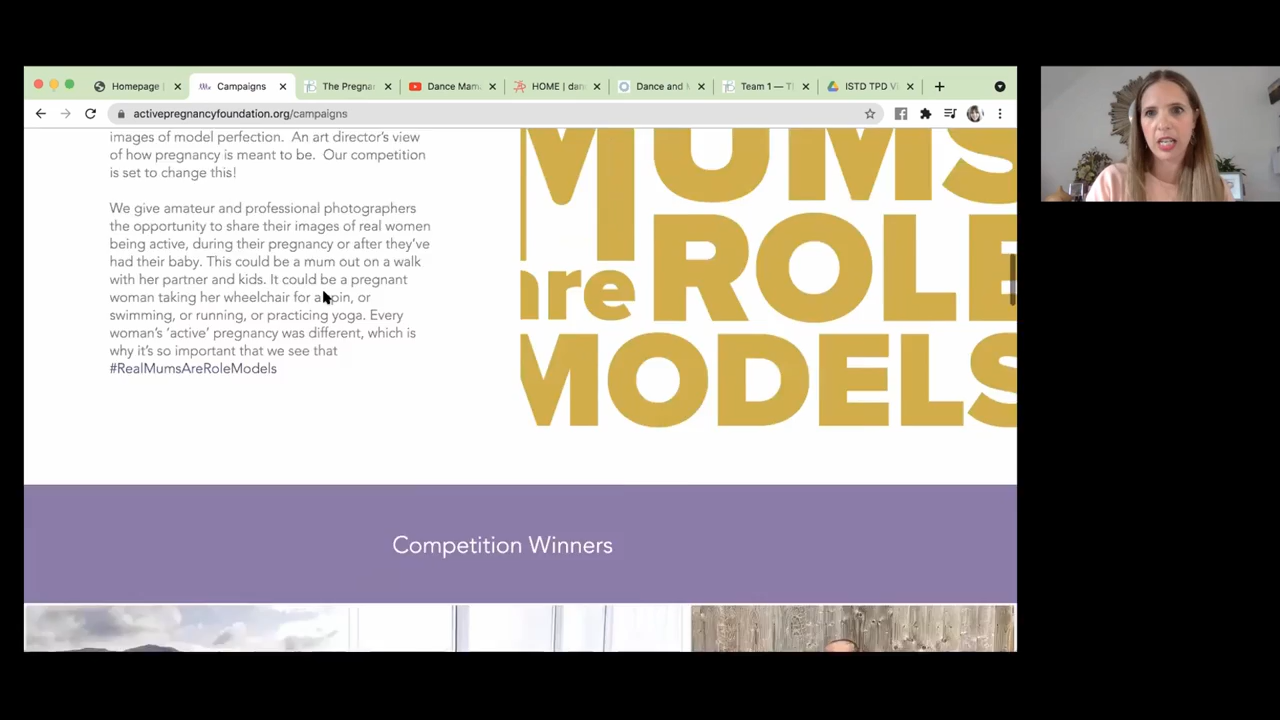 Homepage |
Campaigns
The Pregnan
Dance Mam
HOME | dan
Dance and M
Team 1 — Th
ISTD TPD Vi
activepregnancyfoundation.org/campaigns
images of model perfection. An art director's view
of how pregnancy is meant to be. Our competition
is set to change this!
We give amateur and professional photographers
the opportunity to share their images of real women
being active, during their pregnancy or after they've
had their baby. This could be a mum out on a walk
with her partner and kids. It could be a pregnant
woman taking her wheelchair for a spin, or
swimming, or running, or practicing yoga. Every
woman's 'active' pregnancy was different, which is
why it's so important that we see that
#RealMumsAreRoleModels
MUMS
are ROLE
MODELS
Competition Winners